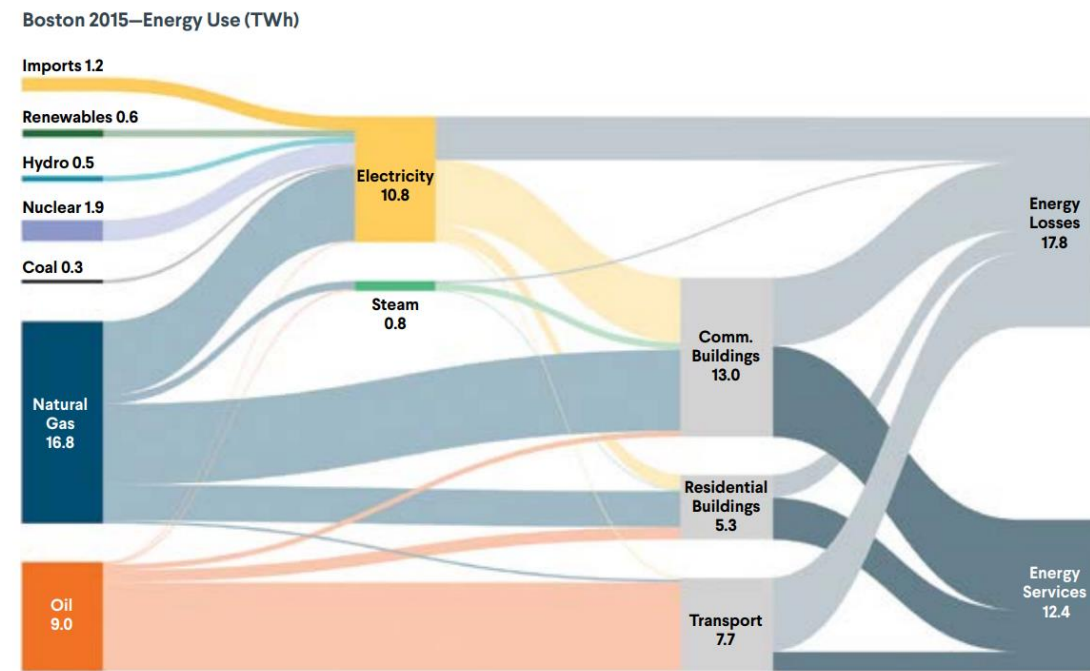 Boston 2015—Energy Use (TWh)
Imports 1.2
Renewables 0.6
Hydro 0.5
Nuclear 1.9
Coal 0.3
Natural
Gas
16.8
Oil
9.0
Electricity
10.8
Steam
0.8
Comm.
Buildings
13.0
Residential
Buildings
5.3
Transport
7.7
Energy
Losses
17.8
Energy
Services
12.4